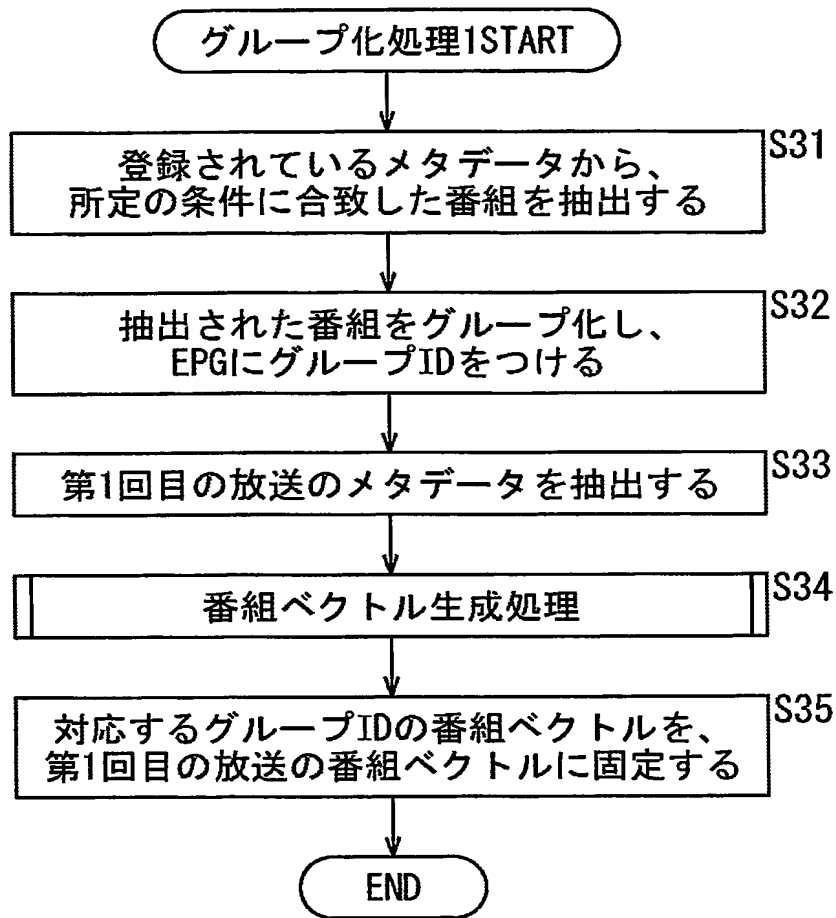 グループ化処理1START
S31
登録されているメタデータから、
所定の条件に合致した番組を抽出する
S32
抽出された番組をグループ化し、
EPGにグループIDをつける
S33
第1回目の放送のメタデータを抽出する
S34
番組ベクトル生成処理
S35
対応するグループIDの番組ベクトルを、
第1回目の放送の番組ベクトルに固定する
END